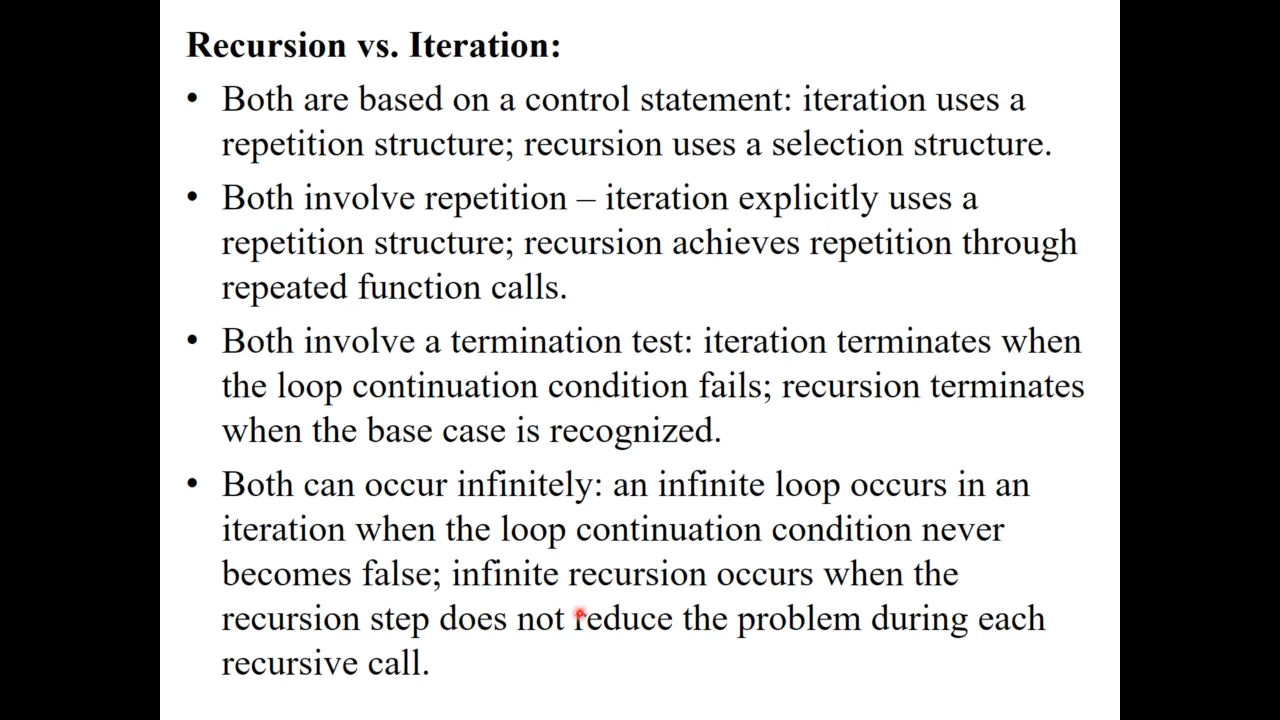 Recursion vs. Iteration:
• Both are based on a control statement: iteration uses a
repetition structure; recursion uses a selection structure.
• Both involve repetition – iteration explicitly uses a
repetition structure; recursion achieves repetition through
repeated function calls.
• Both involve a termination test: iteration terminates when
the loop continuation condition fails; recursion terminates
when the base case is recognized.
• Both can occur infinitely: an infinite loop occurs in an
iteration when the loop continuation condition never
becomes false; infinite recursion occurs when the
recursion step does not reduce the problem during each
recursive call.